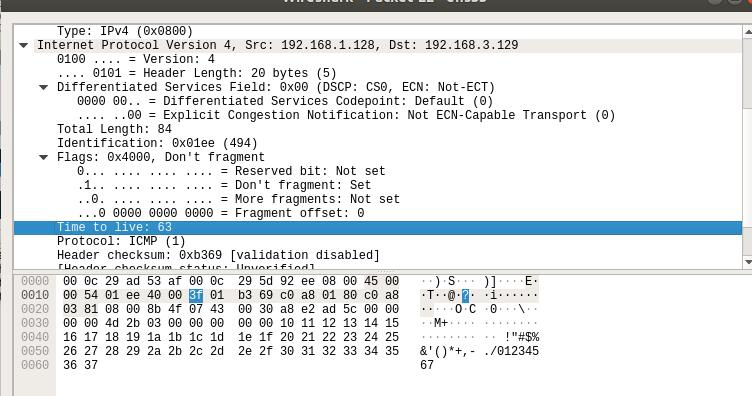 Type: IPv4 (0x0800)
Internet Protocol Version 4, Src: 192.168.1.128, Dst: 192.168.3.129
0100 .... = Version: 4
.... 0101 = Header Length: 20 bytes (5)
Differentiated Services Field: 0x00 (DSCP: CS0, ECN: Not-ECT)
0000 00.. = Differentiated Services Codepoint: Default (0)
.... ..00 = Explicit Congestion Notification: Not ECN-Capable Transport (0)
Total Length: 84
Identification: 0x01ee (494)
Flags: 0x4000, Don't fragment
0... .... .... .... = Reserved bit: Not set
.1.. .... .... .... = Don't fragment: Set
..0. .... .... .... = More fragments: Not set
...0 0000 0000 0000 = Fragment offset: 0
Time to live: 63
Protocol: ICMP (1)
Header checksum: 0xb369 [validation disabled]
[Header checksum status: Unverified]
0000 00 0c 29 ad 53 af 00 0c 29 5d 92 ee 08 00 45 00 ··)·S··· )]····E·
0010 00 54 01 ee 40 00 3f 01 b3 69 c0 a8 01 80 c0 a8 ·T··@·?· ·i······
0020 03 81 08 00 8b 4f 07 43 00 30 a8 e2 ad 5c 00 00 ·····O·C ·0···\··
0030 00 00 4d 2b 03 00 00 00 00 00 10 11 12 13 14 15 ··M+···· ········
0040 16 17 18 19 1a 1b 1c 1d 1e 1f 20 21 22 23 24 25 ········ ·· !"#$%
0050 26 27 28 29 2a 2b 2c 2d 2e 2f 30 31 32 33 34 35 &'()*+,- ./012345
0060 36 37 67